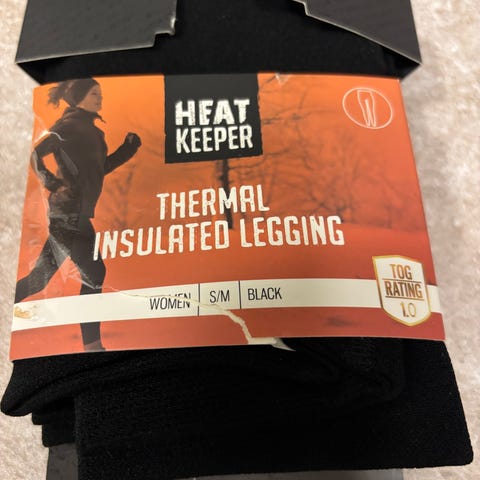 HEAT
KEEPER
THERMAL
INSULATED LEGGING
WOMEN S/M BLACK
TOG
RATING
1.0